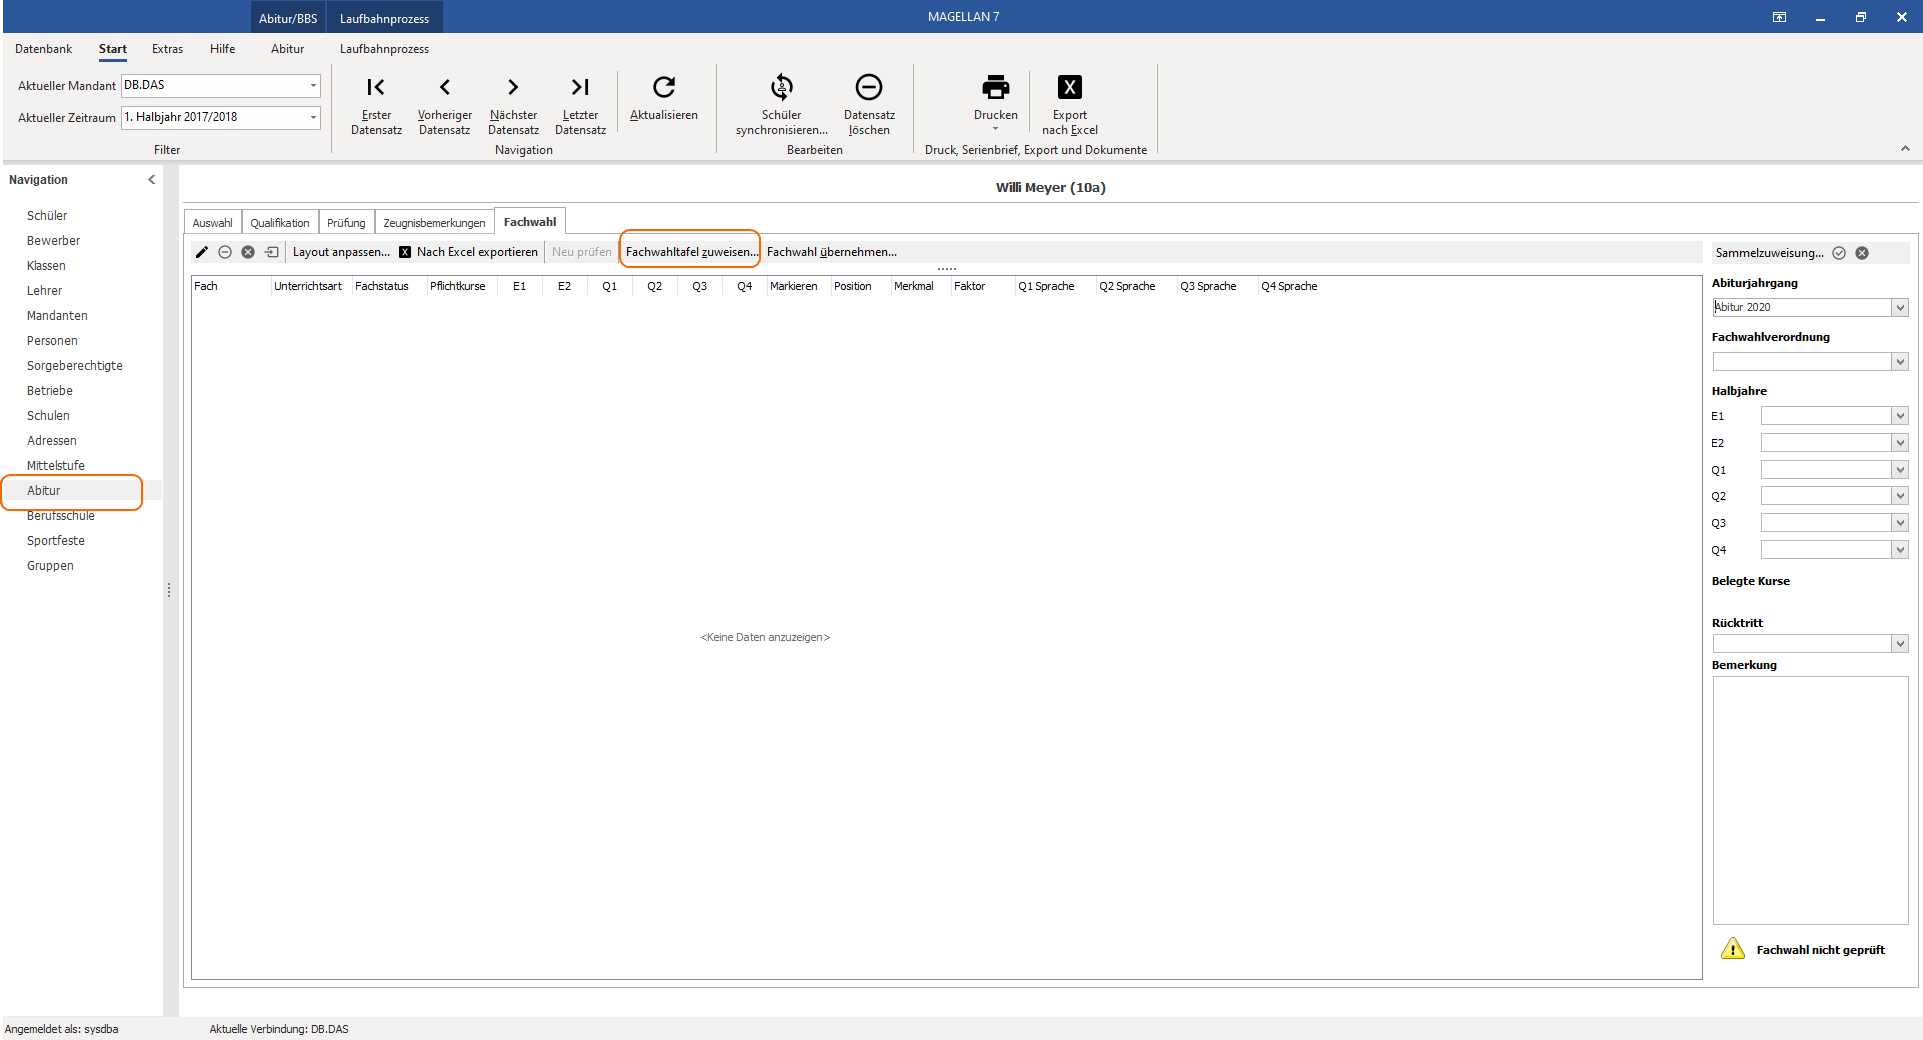 Abitur/BBS Laufbahnprozess MAGELLAN 7
Datenbank Start Extras Hilfe Abitur Laufbahnprozess
Aktueller Mandant DB.DAS
Aktueller Zeitraum 1. Halbjahr 2017/2018
Filter
Erster Datensatz
Vorheriger Datensatz
Nächster Datensatz
Letzter Datensatz
Aktualisieren
Navigation
Schüler synchronisieren...
Datensatz löschen
Bearbeiten
Drucken
Export nach Excel
Druck, Serienbrief, Export und Dokumente
Navigation
Schüler
Bewerber
Klassen
Lehrer
Mandanten
Personen
Sorgeberechtigte
Betriebe
Schulen
Adressen
Mittelstufe
Abitur
Berufsschule
Sportfeste
Gruppen
Willi Meyer (10a)
Auswahl Qualifikation Prüfung Zeugnisbemerkungen Fachwahl
Layout anpassen... X Nach Excel exportieren Neu prüfen Fachwahltafel zuweisen... Fachwahl übernehmen...
Fach Unterrichtsart Fachstatus Pflichtkurse E1 E2 Q1 Q2 Q3 Q4 Markieren Position Merkmal Faktor Q1 Sprache Q2 Sprache Q3 Sprache Q4 Sprache
<Keine Daten anzuzeigen>
Sammelzuweisung...
Abiturjahrgang
Abitur 2020
Fachwahlverordnung
Halbjahre
E1
E2
Q1
Q2
Q3
Q4
Belegte Kurse
Rücktritt
Bemerkung
Fachwahl nicht geprüft
Angemeldet als: sysdba Aktuelle Verbindung: DB.DAS